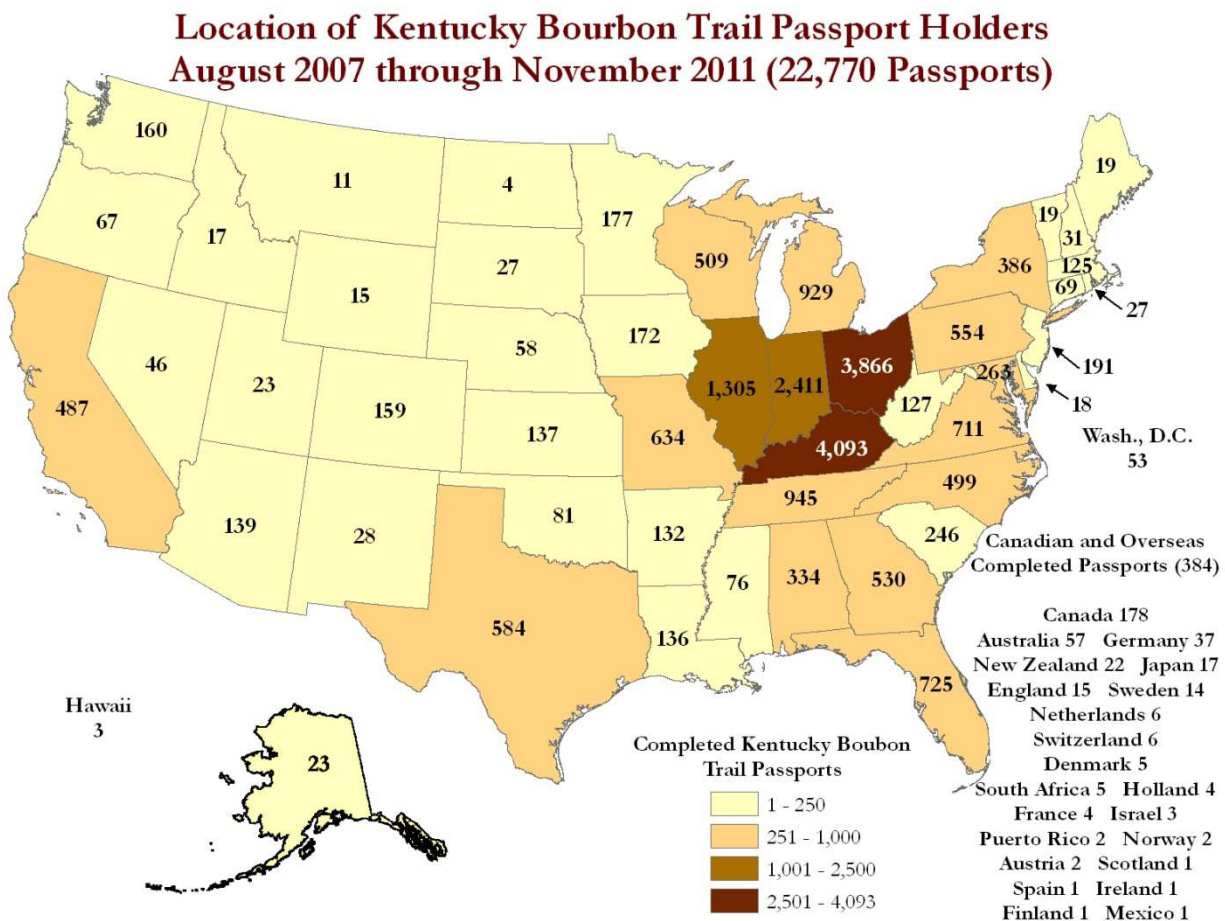 Location of Kentucky Bourbon Trail Passport Holders
August 2007 through November 2011 (22,770 Passports)
160
11
4
177
19
19
31
67
17
27
509
929
386
125
69
27
15
172
554
191
46
23
58
1,305
2,411
3,866
263
18
487
159
137
634
127
711
Wash., D.C.
53
4,093
945
499
139
28
81
132
246
76
334
530
584
136
725
Canadian and Overseas
Completed Passports (384)
Canada 178
Australia 57 Germany 37
New Zealand 22 Japan 17
England 15 Sweden 14
Netherlands 6
Switzerland 6
Denmark 5
South Africa 5 Holland 4
France 4 Israel 3
Puerto Rico 2 Norway 2
Austria 2 Scotland 1
Spain 1 Ireland 1
Finland 1 Mexico 1
Hawaii
3
23
Completed Kentucky Boubon
Trail Passports
1 - 250
251 - 1,000
1,001 - 2,500
2,501 - 4,093